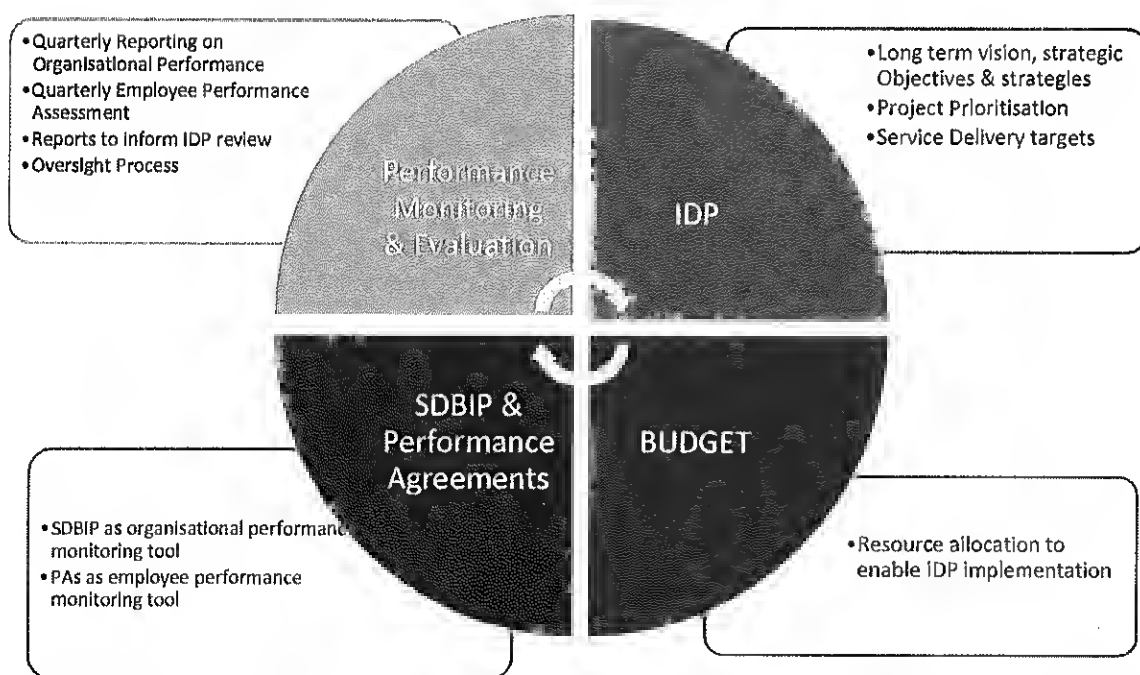 •Quarterly Reporting on
Organisational Performance
•Quarterly Employee Performance
Assessment
•Reports to inform IDP review
•Oversight Process
•Long term vision, strategic
Objectives & strategies
•Project Prioritisation
•Service Delivery targets
Performance
Monitoring
& Evaluation
IDP
SDBIP &
Performance
Agreements
BUDGET
•SDBIP as organisational performanc
monitoring tool
•PAs as employee performance
monitoring tool
•Resource allocation to
enable IDP implementation